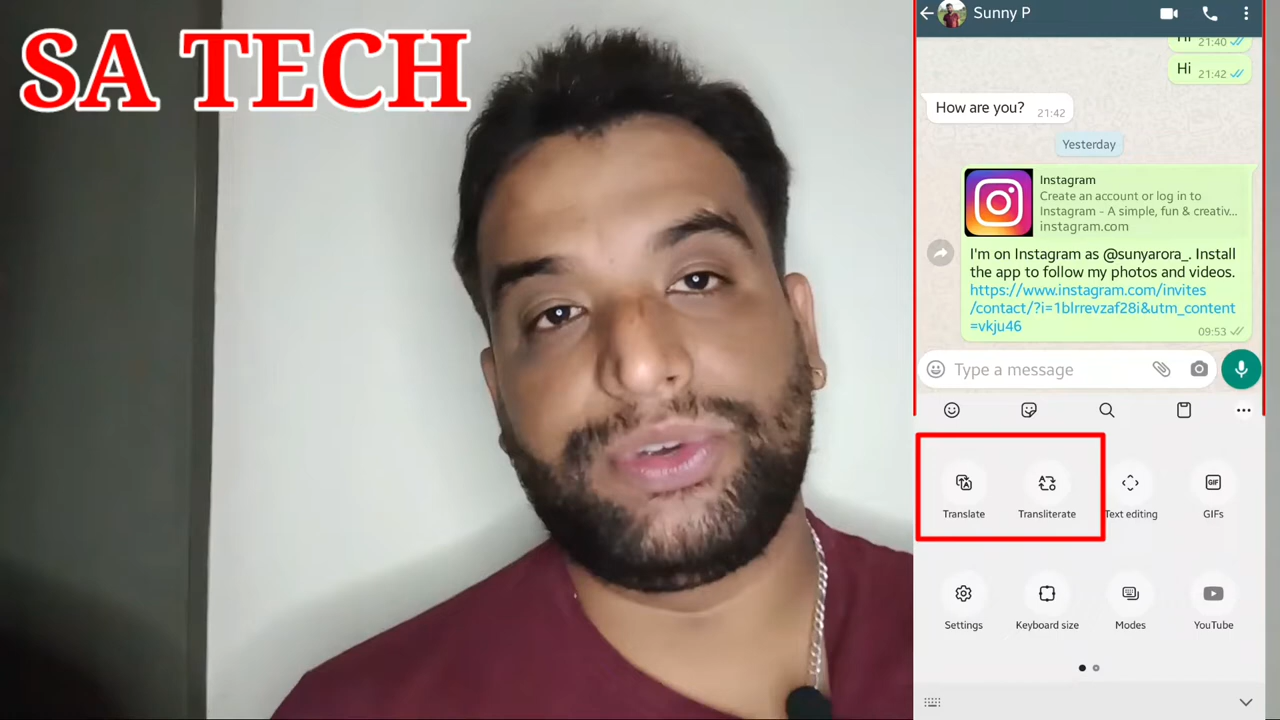 SA TECH
Sunny P
Hi 21:40
Hi 21:42
How are you? 21:42
Yesterday
Instagram
Create an account or log in to
Instagram - A simple, fun & creativ...
instagram.com
I'm on Instagram as @sunyarora_. Install
the app to follow my photos and videos.
https://www.instagram.com/invites
/contact/?i=1blrrevzaf28i&utm_content
=vkju46
09:53
Type a message
Translate Transliterate Text editing GIF GIFs
Settings Keyboard size Modes YouTube